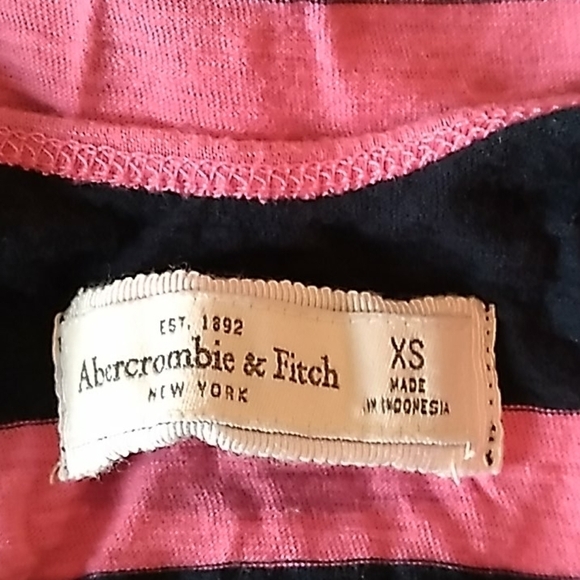 EST. 1892
Abercrombie & Fitch
NEW YORK
XS
MADE
IN INDONESIA